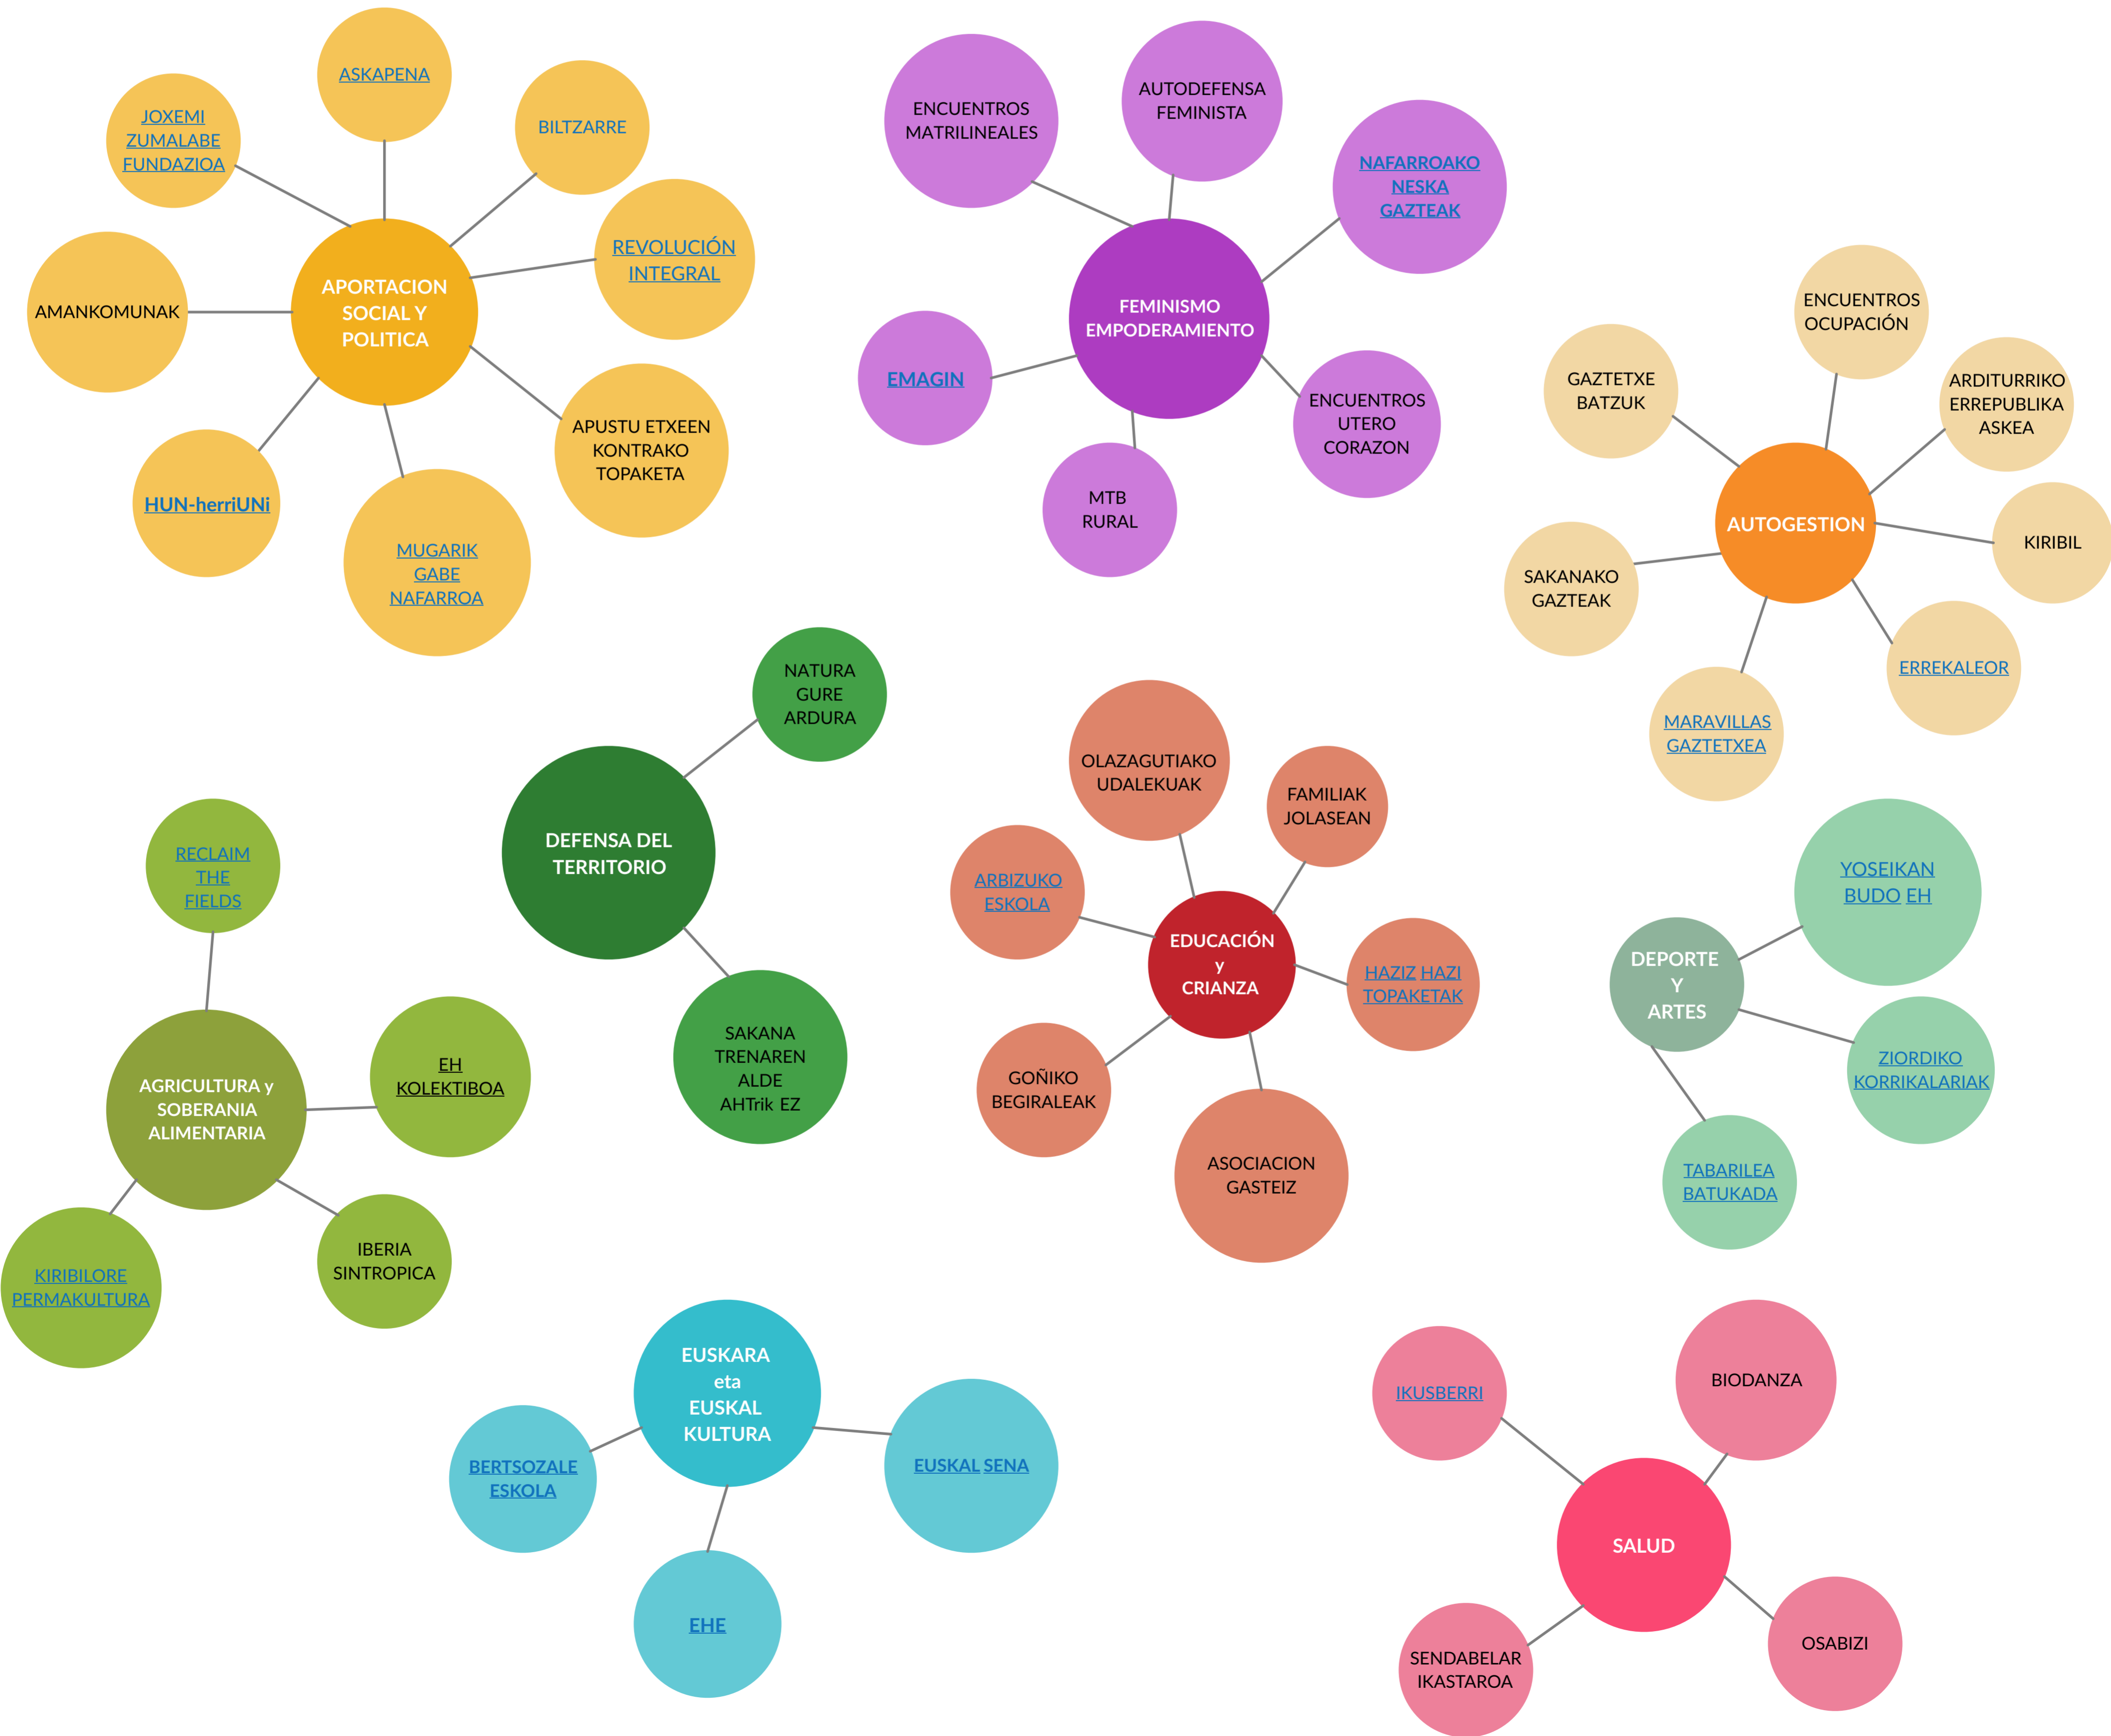 ASKAPENA
JOXEMI
ZUMALABE
FUNDAZIOA
BILTZARRE
REVOLUCIÓN
INTEGRAL
APORTACION
SOCIAL Y
POLITICA
AMANKOMUNAK
APUSTU ETXEEN
KONTRAKO
TOPAKETA
HUN-herriUNi
MUGARIK
GABE
NAFARROA
ENCUENTROS
MATRILINEALES
AUTODEFENSA
FEMINISTA
NAFARROAKO
NESKA
GAZTEAK
FEMINISMO
EMPODERAMIENTO
EMAGIN
ENCUENTROS
UTERO
CORAZON
MTB
RURAL
ENCUENTROS
OCUPACIÓN
GAZTETXE
BATZUK
ARDITURRIKO
ERREPUBLIKA
ASKEA
AUTOGESTION
KIRIBIL
SAKANAKO
GAZTEAK
ERREKALEOR
MARAVILLAS
GAZTETXEA
NATURA
GURE
ARDURA
DEFENSA DEL
TERRITORIO
SAKANA
TRENAREN
ALDE
AHTrik EZ
OLAZAGUTIAKO
UDALEKUAK
FAMILIAK
JOLASEAN
ARBIZUKO
ESKOLA
EDUCACIÓN
y
CRIANZA
HAZIZ HAZI
TOPAKETAK
GOÑIKO
BEGIRALEAK
ASOCIACION
GASTEIZ
YOSEIKAN
BUDO EH
DEPORTE
Y
ARTES
ZIORDIKO
KORRIKALARIAK
TABARILEA
BATUKADA
RECLAIM
THE
FIELDS
EH
KOLEKTIBOA
AGRICULTURA y
SOBERANIA
ALIMENTARIA
IBERIA
SINTROPICA
KIRIBILORE
PERMAKULTURA
EUSKARA
eta
EUSKAL
KULTURA
BERTSOZALE
ESKOLA
EUSKAL SENA
EHE
IKUSBERRI
BIODANZA
SALUD
OSABIZI
SENDABELAR
IKASTAROA